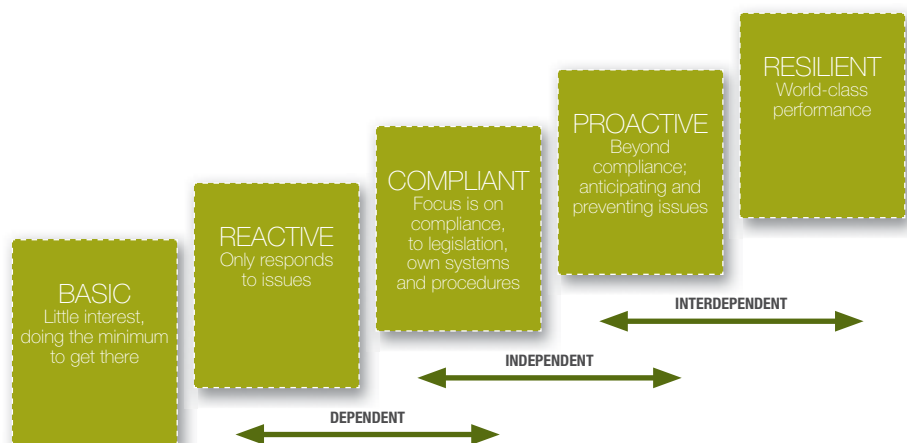 BASIC
Little interest,
doing the minimum
to get there
REACTIVE
Only responds
to issues
COMPLIANT
Focus is on
compliance,
to legislation,
own systems
and procedures
PROACTIVE
Beyond
compliance;
anticipating and
preventing issues
RESILIENT
World-class
performance
DEPENDENT
INDEPENDENT
INTERDEPENDENT